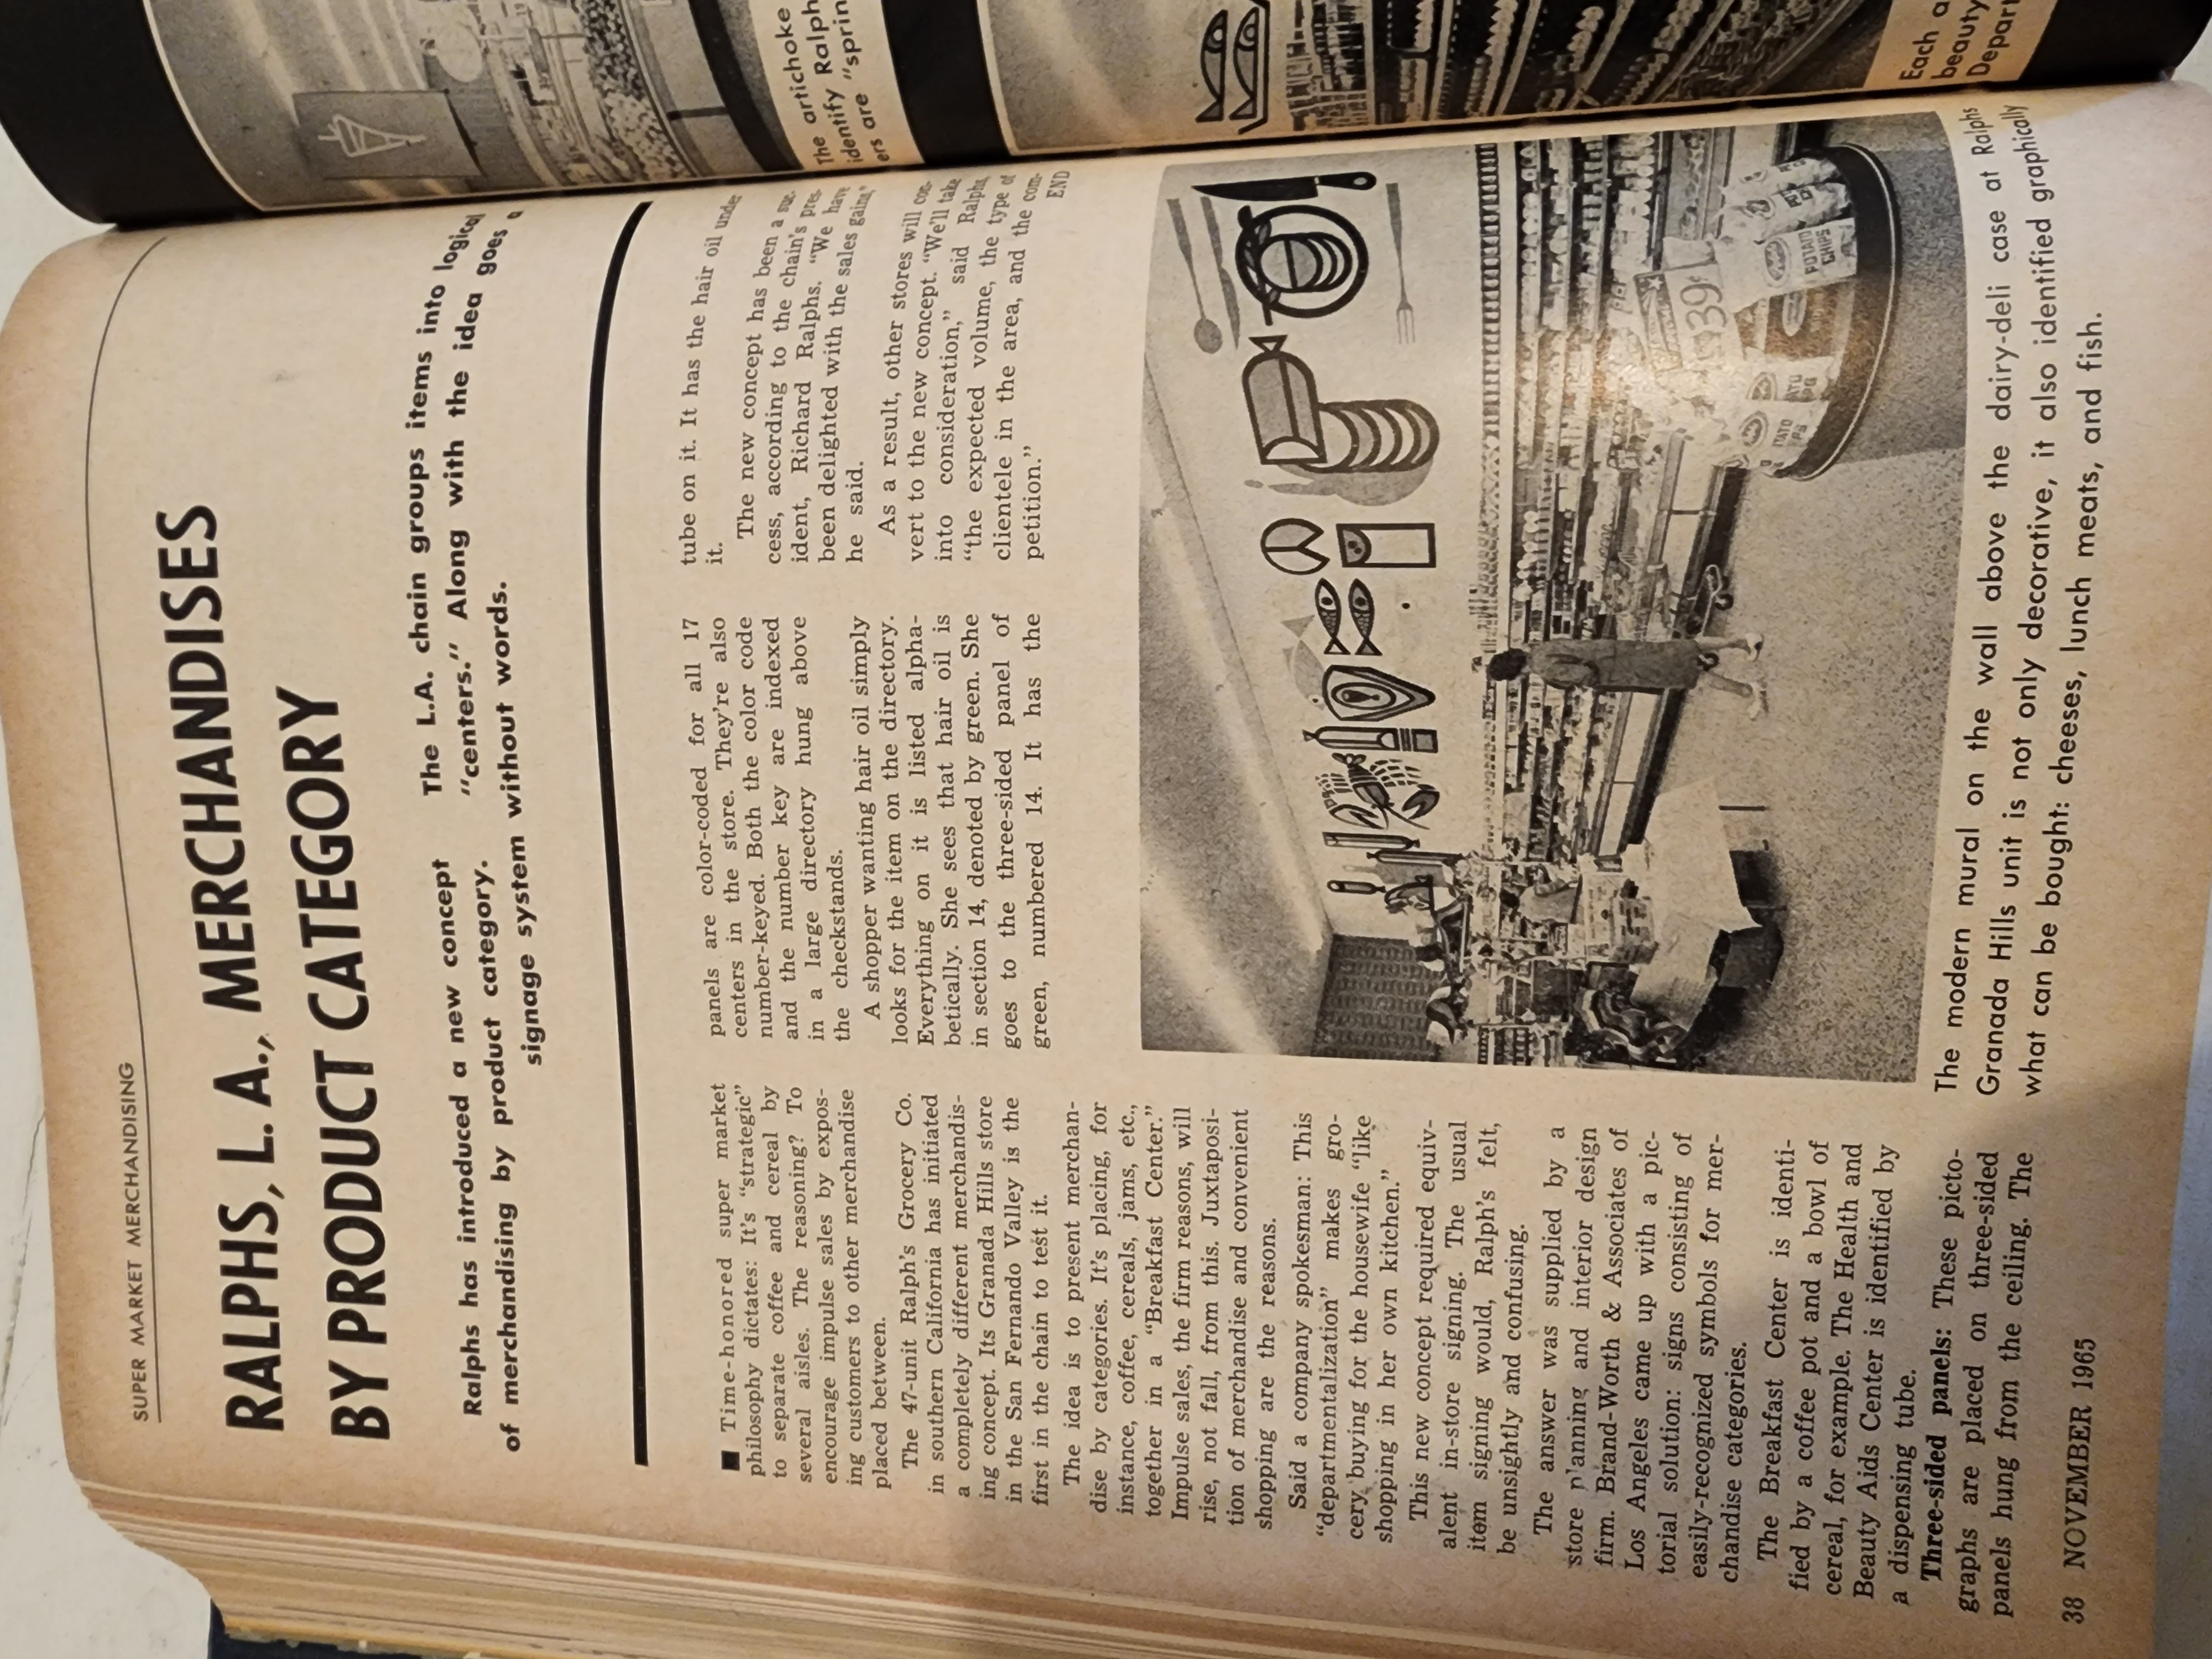 SUPER MARKET MERCHANDISING
RALPHS, L. A., MERCHANDISES
BY PRODUCT CATEGORY
Ralphs has introduced a new concept
of merchandising by product category.
The L.A. chain groups items into logical
"centers." Along with the idea goes a
signage system without words.
■ Time-honored super market
philosophy dictates: It's "strategic"
to separate coffee and cereal by
several aisles. The reasoning? To
encourage impulse sales by expos-
ing customers to other merchandise
placed between.
The 47-unit Ralph's Grocery Co.
in southern California has initiated
a completely different merchandis-
ing concept. Its Granada Hills store
in the San Fernando Valley is the
first in the chain to test it.
The idea is to present merchan-
dise by categories. It's placing, for
instance, coffee, cereals, jams, etc.,
together in a "Breakfast Center."
Impulse sales, the firm reasons, will
rise, not fall, from this. Juxtaposi-
tion of merchandise and convenient
shopping are the reasons.
Said a company spokesman: This
"departmentalization" makes gro-
cery buying for the housewife "like
shopping in her own kitchen."
This new concept required equiv-
alent in-store signing. The usual
item signing would, Ralph's felt,
be unsightly and confusing.
The answer was supplied by a
store planning and interior design
firm. Brand-Worth & Associates of
Los Angeles came up with a pic-
torial solution: signs consisting of
easily-recognized symbols for mer-
chandise categories.
The Breakfast Center is identi-
fied by a coffee pot and a bowl of
cereal, for example. The Health and
Beauty Aids Center is identified by
a dispensing tube.
Three-sided panels: These picto-
graphs are placed on three-sided
panels hung from the ceiling. The
panels are color-coded for all 17
centers in the store. They're also
number-keyed. Both the color code
and the number key are indexed
in a large directory hung above
the checkstands.
A shopper wanting hair oil simply
looks for the item on the directory.
Everything on it is listed alpha-
betically. She sees that hair oil is
in section 14, denoted by green. She
goes to the three-sided panel of
green, numbered 14. It has the
tube on it. It has the hair oil under
it.
The new concept has been a suc-
cess, according to the chain's pres-
ident, Richard Ralphs. "We have
been delighted with the sales gains,"
he said.
As a result, other stores will con-
vert to the new concept. "We'll take
into consideration," said Ralphs,
"the expected volume, the type of
clientele in the area, and the com-
petition."
END
39¢
POTATO
CHIPS
The modern mural on the wall above the dairy-deli case at Ralphs
Granada Hills unit is not only decorative, it also identified graphically
what can be bought: cheeses, lunch meats, and fish.
38 NOVEMBER 1965
The artichoke
identify Ralph
ers are "sprin
Each a
beauty
Depart